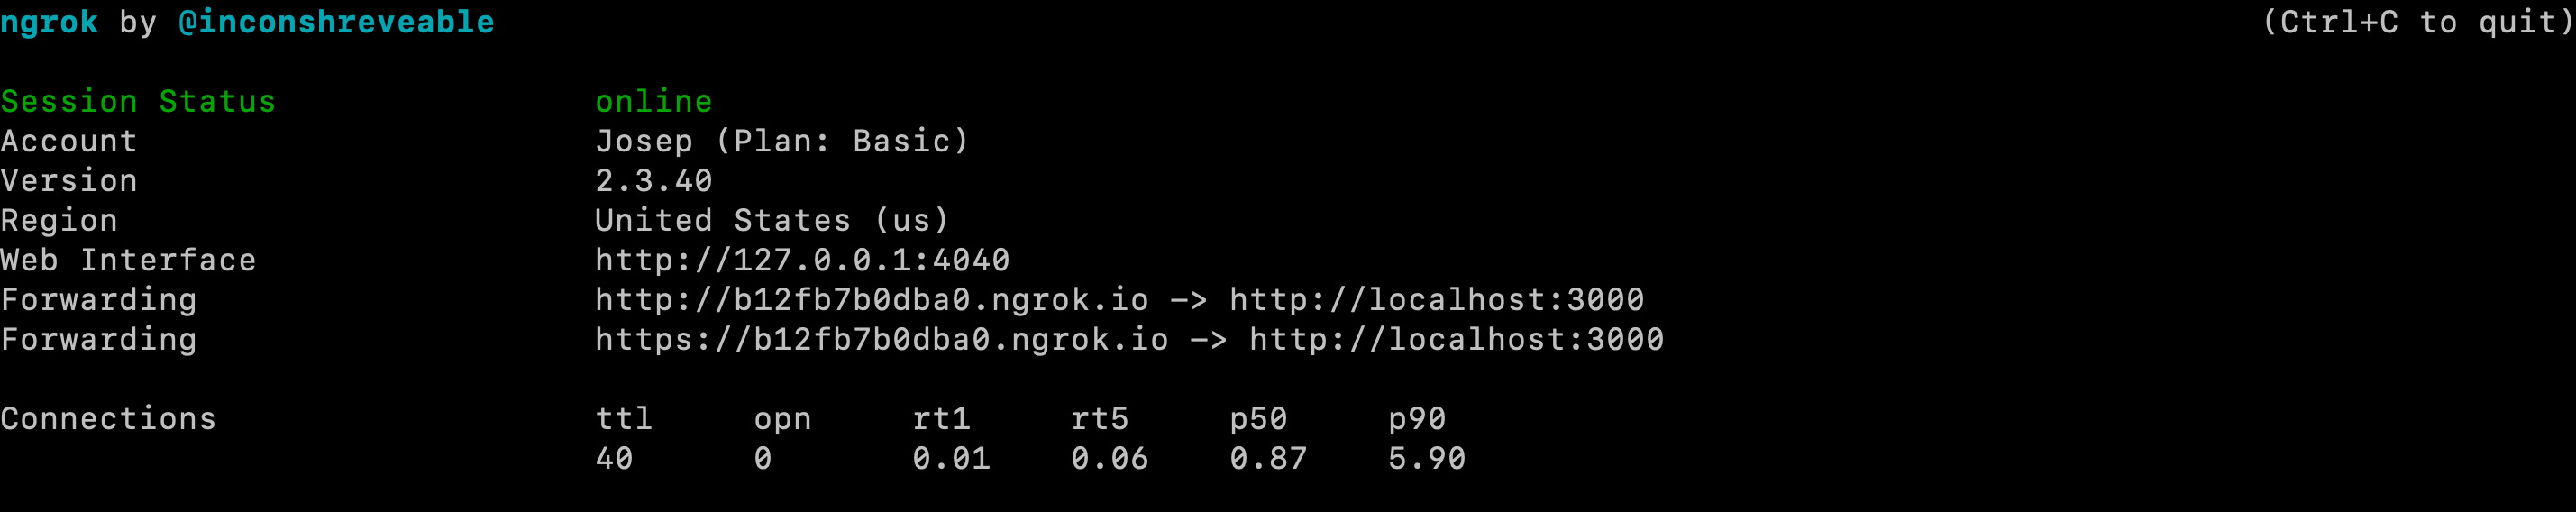 ngrok by @inconshreveable (Ctrl+C to quit)
Session Status online
Account Josep (Plan: Basic)
Version 2.3.40
Region United States (us)
Web Interface http://127.0.0.1:4040
Forwarding http://b12fb7b0dba0.ngrok.io -> http://localhost:3000
Forwarding https://b12fb7b0dba0.ngrok.io -> http://localhost:3000
Connections ttl opn rt1 rt5 p50 p90
40 0 0.01 0.06 0.87 5.90